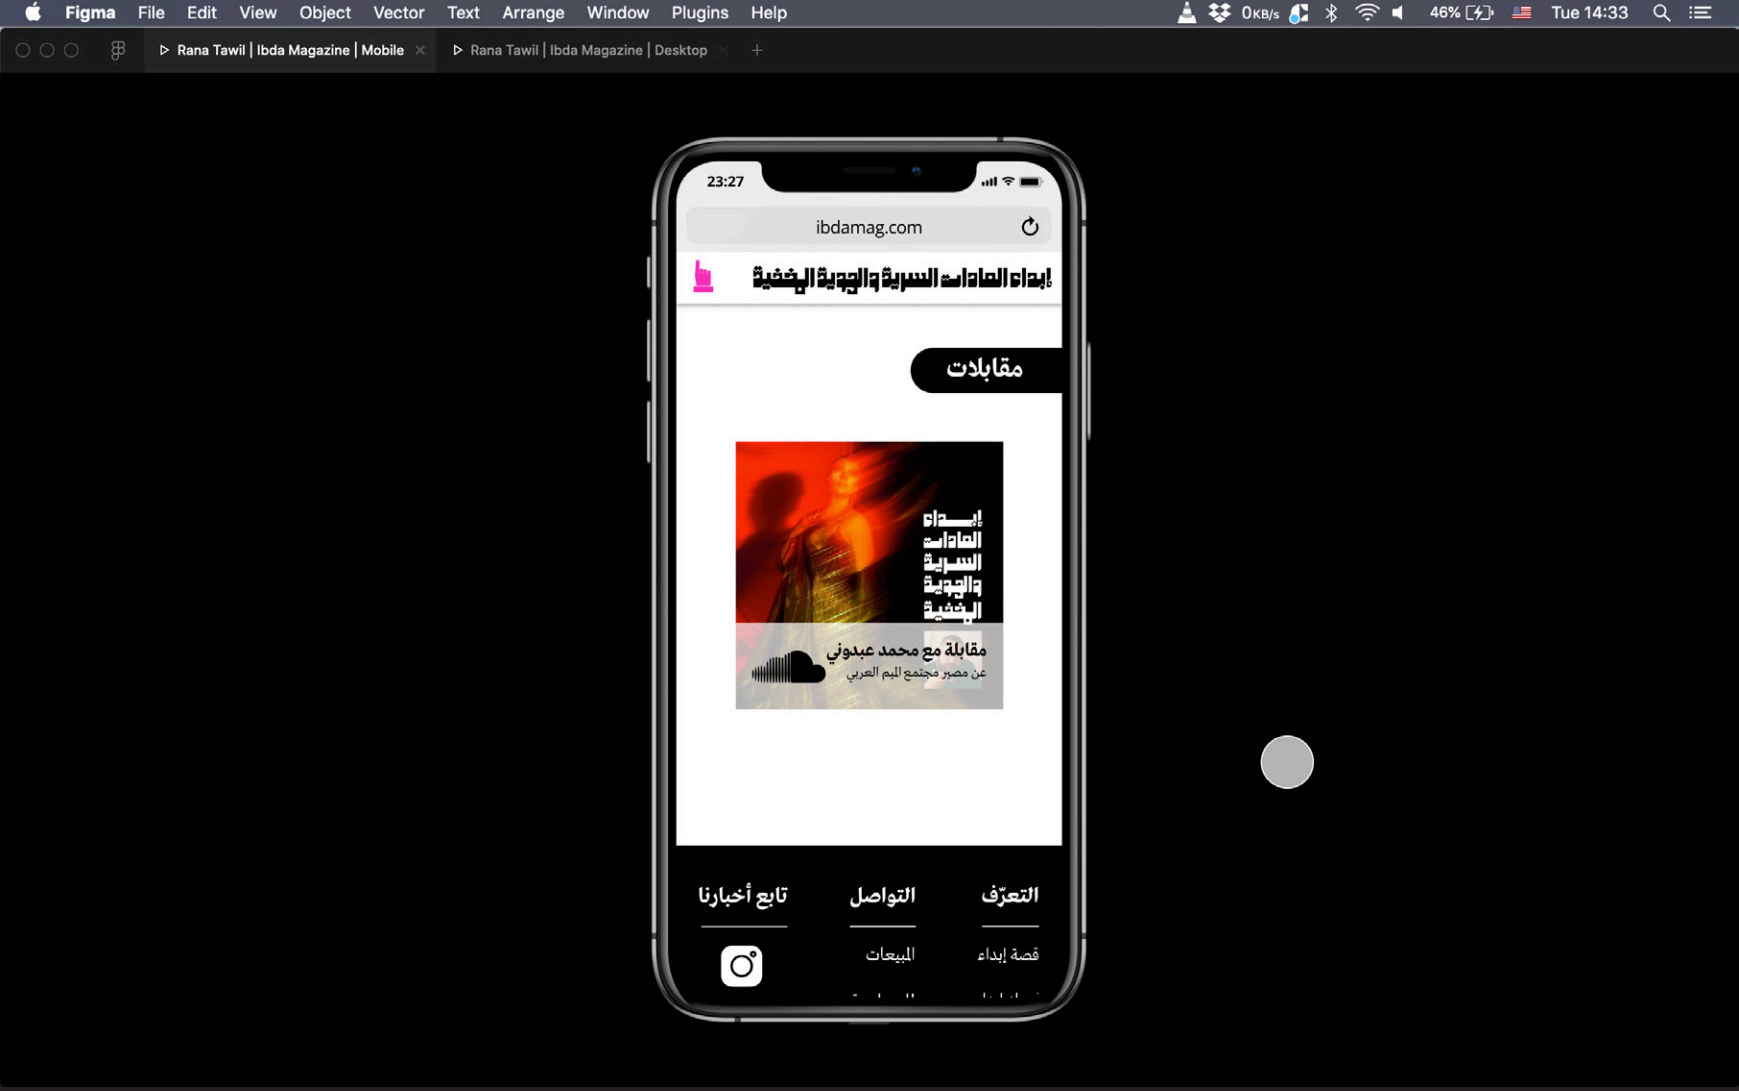 Figma File Edit View Object Vector Text Arrange Window Plugins Help 0KB/s 46% Tue 14:33
Rana Tawil | Ibda Magazine | Mobile Rana Tawil | Ibda Magazine | Desktop
23:27
ibdamag.com
إبداء العادات السرية والجدية الخفية
مقابلات
إبداء
العادات
السرية
والجدية
الخفية
مقابلة مع محمد عبدوني
عن مصير مجتمع الميم العربي
التعرّف التواصل تابع أخبارنا
قصة إبداء المبيعات